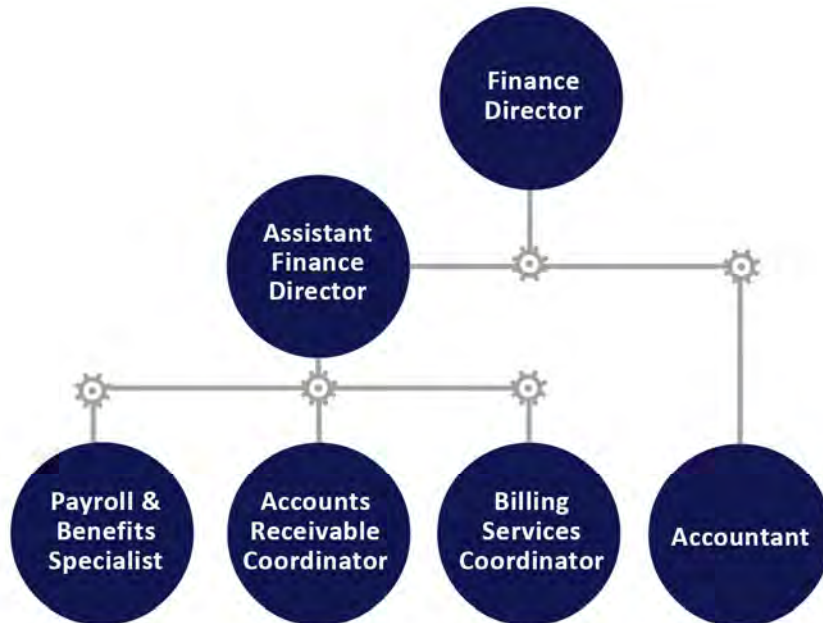 Finance
Director
Assistant
Finance
Director
Payroll &
Benefits
Specialist
Accounts
Receivable
Coordinator
Billing
Services
Coordinator
Accountant